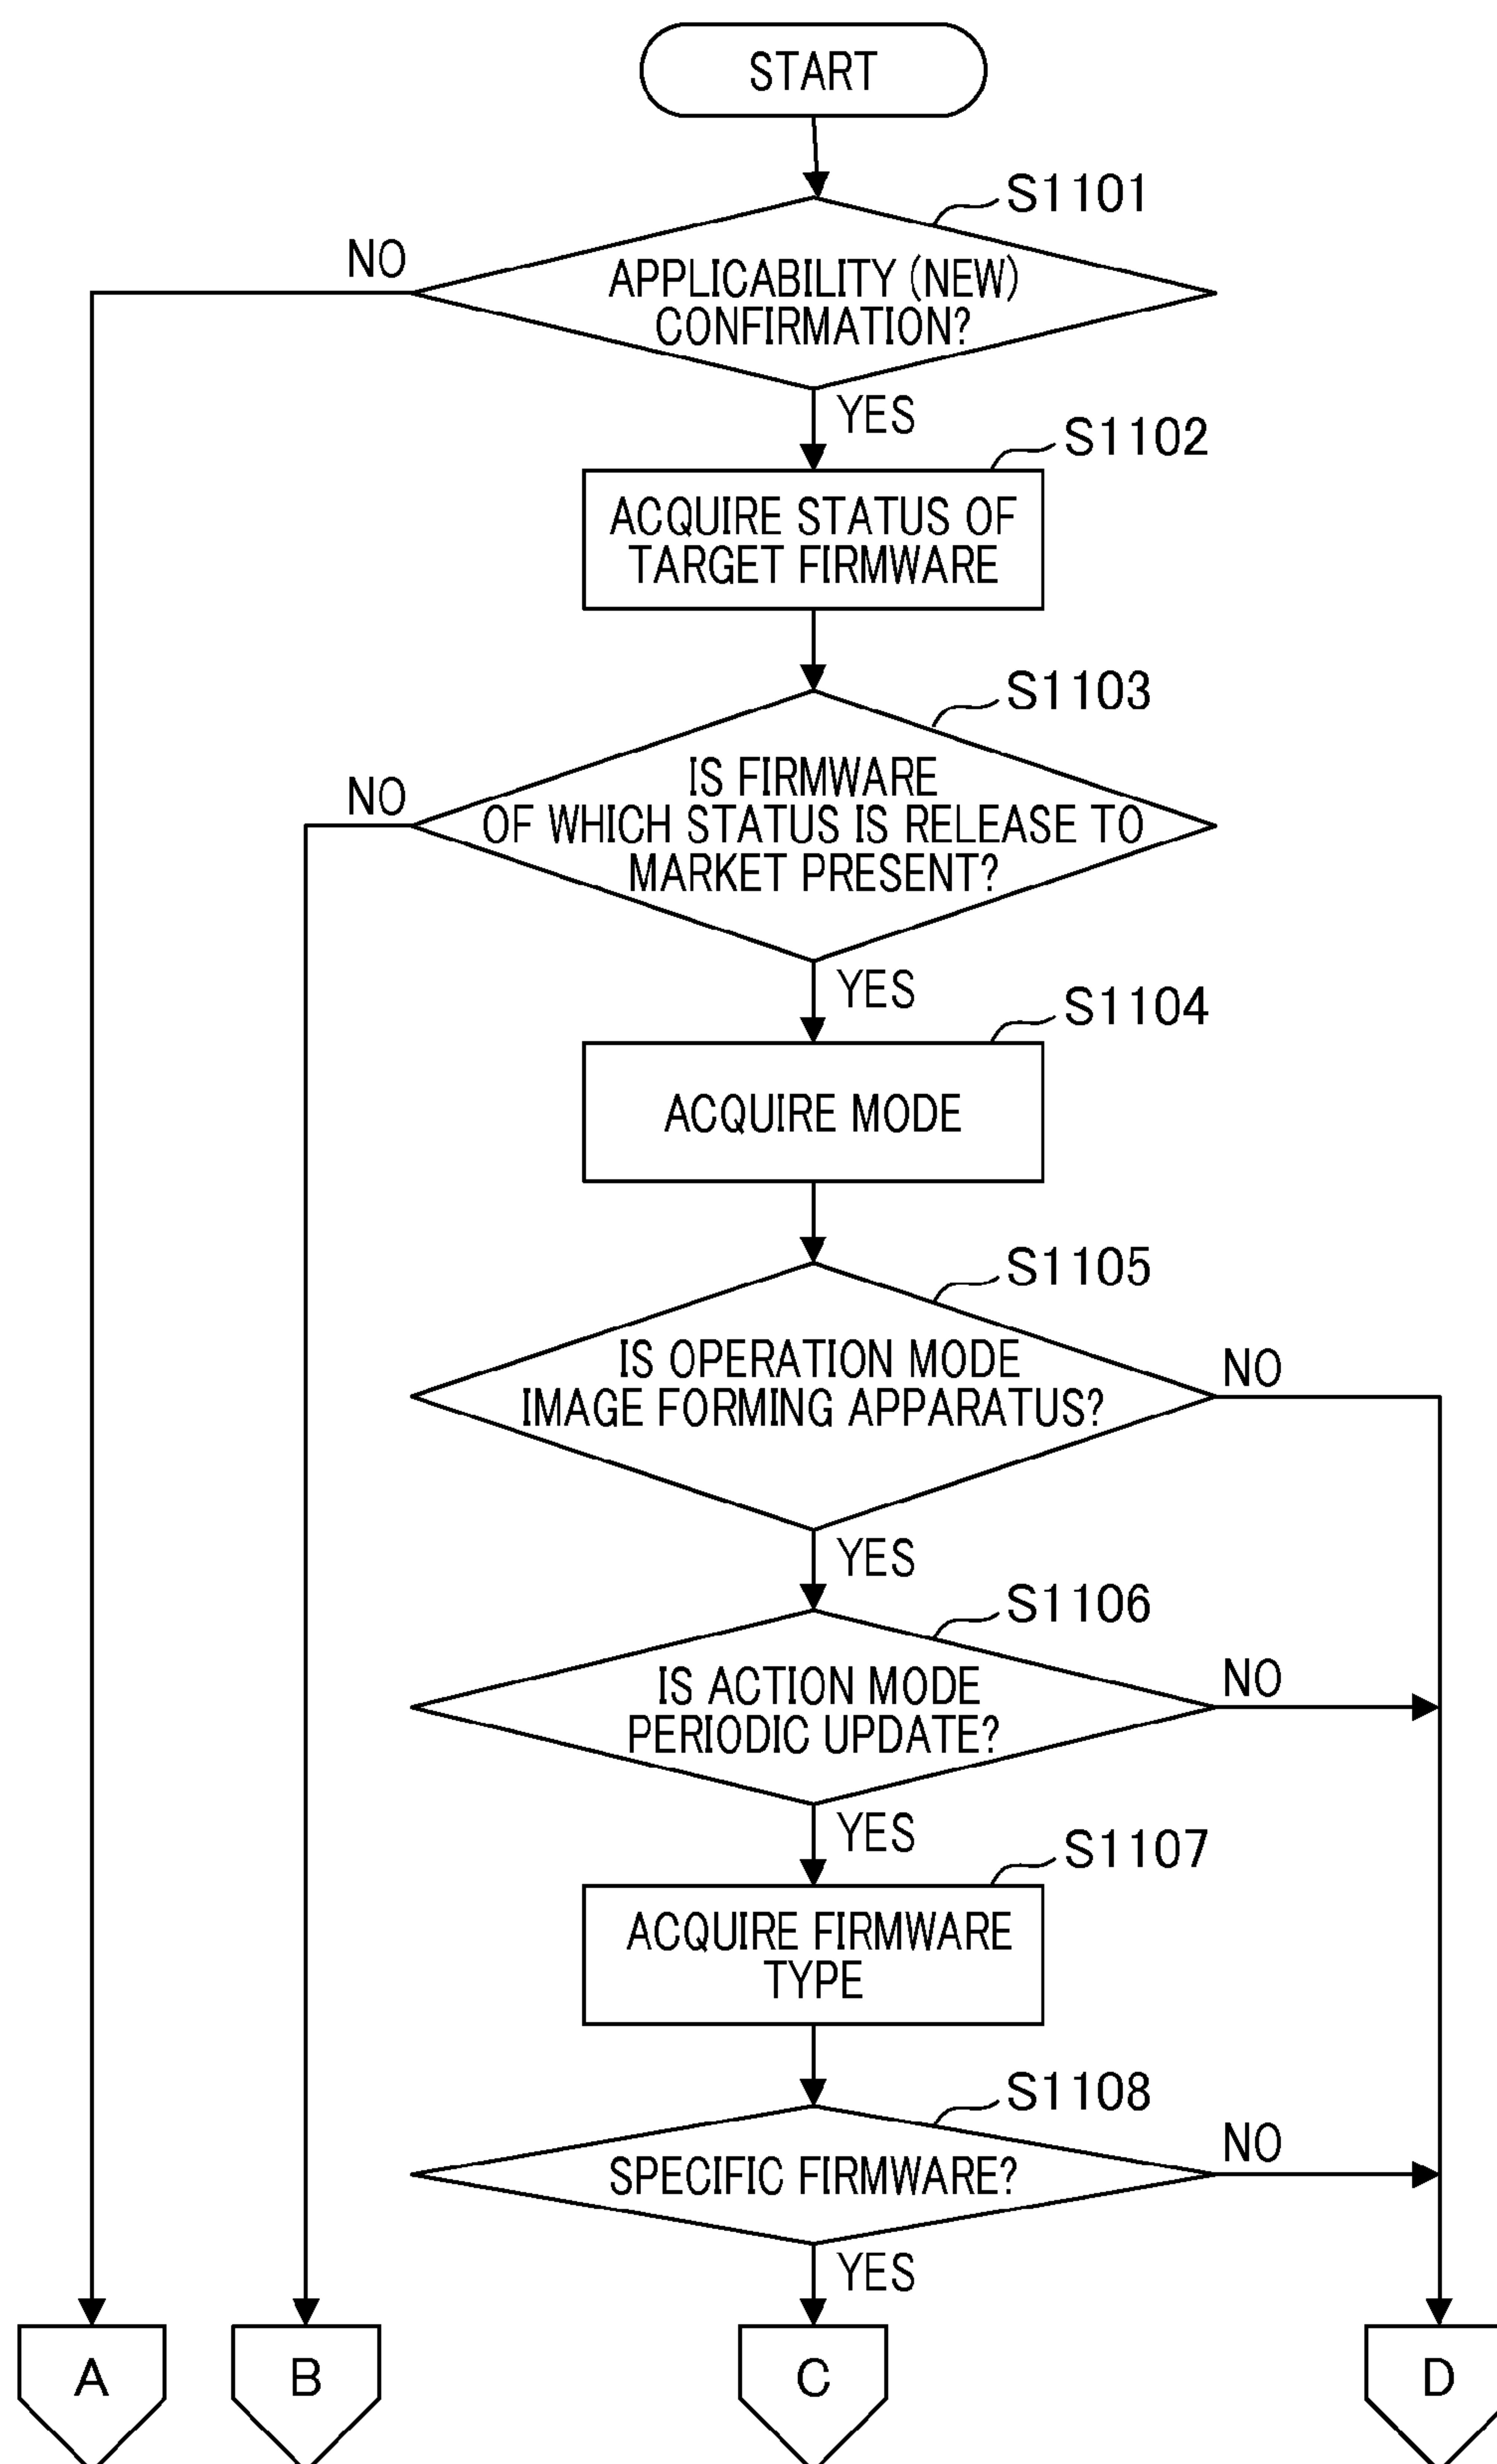 START
S1101
NO
APPLICABILITY (NEW)
CONFIRMATION?
YES
S1102
ACQUIRE STATUS OF
TARGET FIRMWARE
S1103
NO
IS FIRMWARE
OF WHICH STATUS IS RELEASE TO
MARKET PRESENT?
YES
S1104
ACQUIRE MODE
S1105
IS OPERATION MODE
IMAGE FORMING APPARATUS?
NO
YES
S1106
IS ACTION MODE
PERIODIC UPDATE?
NO
YES
S1107
ACQUIRE FIRMWARE
TYPE
S1108
SPECIFIC FIRMWARE?
NO
YES
A
B
C
D